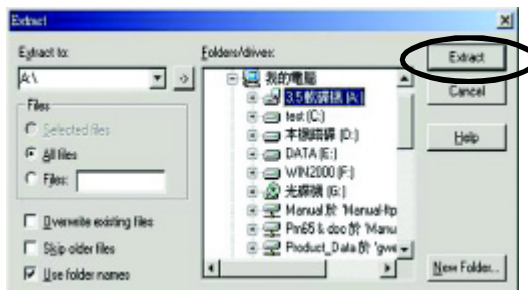 Extract
Extract to:
A:\
Files
Selected files
All files
Files:
Overwrite existing files
Skip older files
Use folder names
Folders/drives:
我的電腦
3.5 軟碟機 (A:)
test (C:)
本機磁碟 (D:)
DATA (E:)
WIN2000 (F:)
光碟機 (G:)
Manual 於 'Manual-ftp
Pm65 & doc 於 'Manu
Product_Data 於 'gwe
Extract
Cancel
Help
New Folder...